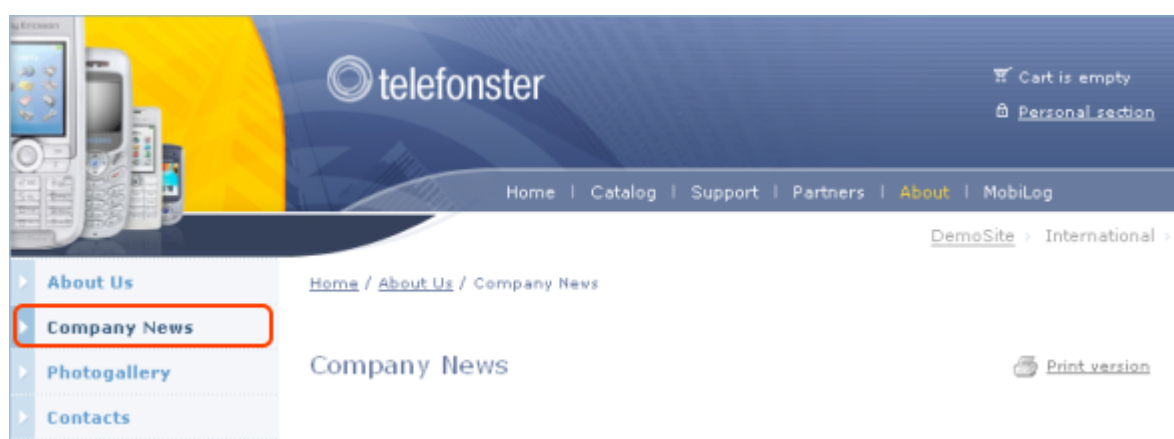 telefonster
Cart is empty
Personal section
Home | Catalog | Support | Partners | About | MobiLog
DemoSite › International ›
About Us
Home / About Us / Company News
Company News
Company News
Print version
Photogallery
Contacts